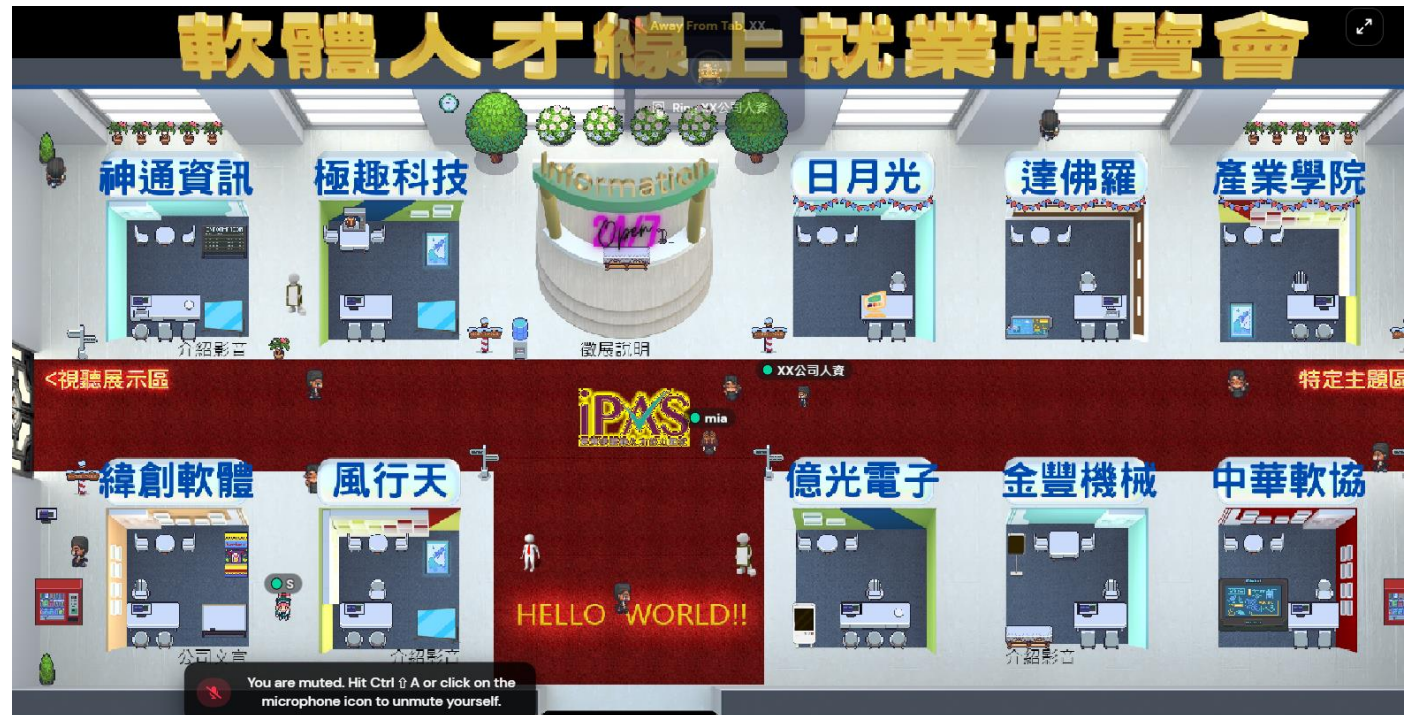 軟體人才線上就業博覽會
Away From Tab, XX...
Ring XX公司人資
神通資訊
極趣科技
Information
24/7
Open
日月光
達佛羅
產業學院
INFORMATION
介紹影音
徵展說明
<視聽展示區
XX公司人資
特定主題區
iPAS
mia
緯創軟體
風行天
億光電子
金豐機械
中華軟協
S
HELLO WORLD!!
公司文宣
介紹影音
介紹影音
You are muted. Hit Ctrl ⇧ A or click on the
microphone icon to unmute yourself.